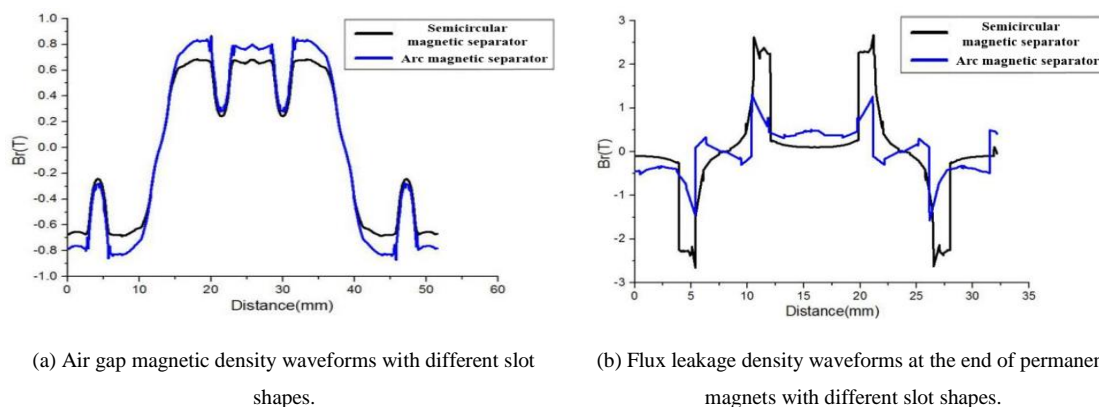 1.0
0.8
0.6
0.4
0.2
0.0
-0.2
-0.4
-0.6
-0.8
-1.0
Br(T)
0 10 20 30 40 50 60
Distance(mm)
Semicircular
magnetic separator
Arc magnetic separator
3
2
1
0
-1
-2
-3
Br(T)
0 5 10 15 20 25 30 35
Distance(mm)
Semicircular
magnetic separator
Arc magnetic separator
(a) Air gap magnetic density waveforms with different slot
shapes.
(b) Flux leakage density waveforms at the end of permanen
magnets with different slot shapes.